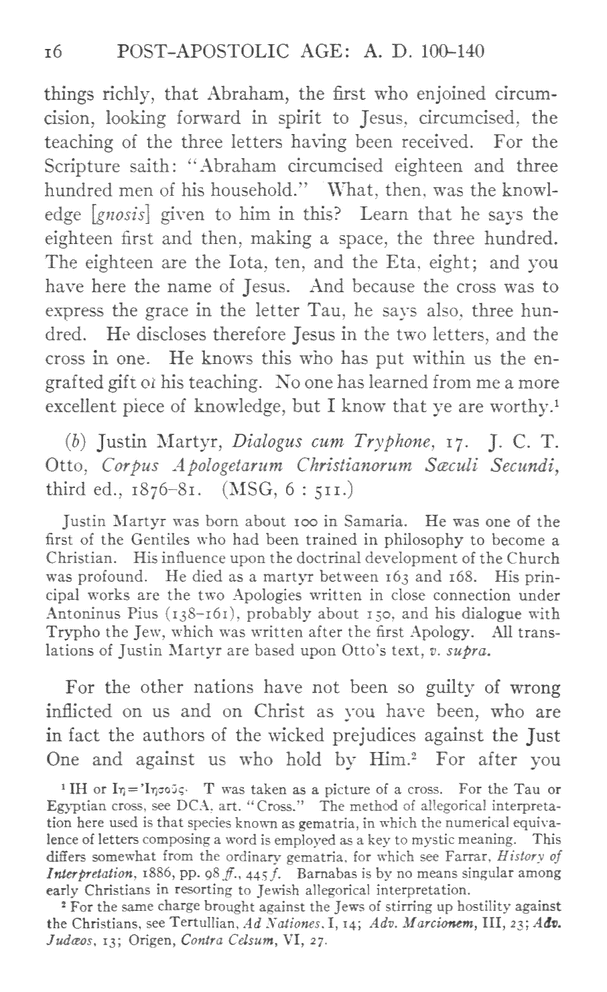 16 POST-APOSTOLIC AGE: A. D. 100–140
things richly, that Abraham, the first who enjoined circum-
cision, looking forward in spirit to Jesus, circumcised, the
teaching of the three letters having been received. For the
Scripture saith: “Abraham circumcised eighteen and three
hundred men of his household.” What, then, was the knowl-
edge [gnosis] given to him in this? Learn that he says the
eighteen first and then, making a space, the three hundred.
The eighteen are the Iota, ten, and the Eta, eight; and you
have here the name of Jesus. And because the cross was to
express the grace in the letter Tau, he says also, three hun-
dred. He discloses therefore Jesus in the two letters, and the
cross in one. He knows this who has put within us the en-
grafted gift of his teaching. No one has learned from me a more
excellent piece of knowledge, but I know that ye are worthy.¹
(b) Justin Martyr, Dialogus cum Tryphone, 17. J. C. T.
Otto, Corpus Apologetarum Christianorum Sæculi Secundi,
third ed., 1876–81. (MSG, 6 : 511.)
Justin Martyr was born about 100 in Samaria. He was one of the
first of the Gentiles who had been trained in philosophy to become a
Christian. His influence upon the doctrinal development of the Church
was profound. He died as a martyr between 163 and 168. His prin-
cipal works are the two Apologies written in close connection under
Antoninus Pius (138–161), probably about 150, and his dialogue with
Trypho the Jew, which was written after the first Apology. All trans-
lations of Justin Martyr are based upon Otto’s text, v. supra.
For the other nations have not been so guilty of wrong
inflicted on us and on Christ as you have been, who are
in fact the authors of the wicked prejudices against the Just
One and against us who hold by Him.² For after you
¹ IH or Ιη = Ἰησοῦς. T was taken as a picture of a cross. For the Tau or
Egyptian cross, see DCA, art. “Cross.” The method of allegorical interpreta-
tion here used is that species known as gematria, in which the numerical equiva-
lence of letters composing a word is employed as a key to mystic meaning. This
differs somewhat from the ordinary gematria, for which see Farrar, History of
Interpretation, 1886, pp. 98 ff., 445 f. Barnabas is by no means singular among
early Christians in resorting to Jewish allegorical interpretation.
² For the same charge brought against the Jews of stirring up hostility against
the Christians, see Tertullian, Ad Nationes, I, 14; Adv. Marcionem, III, 23; Adv.
Judæos, 13; Origen, Contra Celsum, VI, 27.